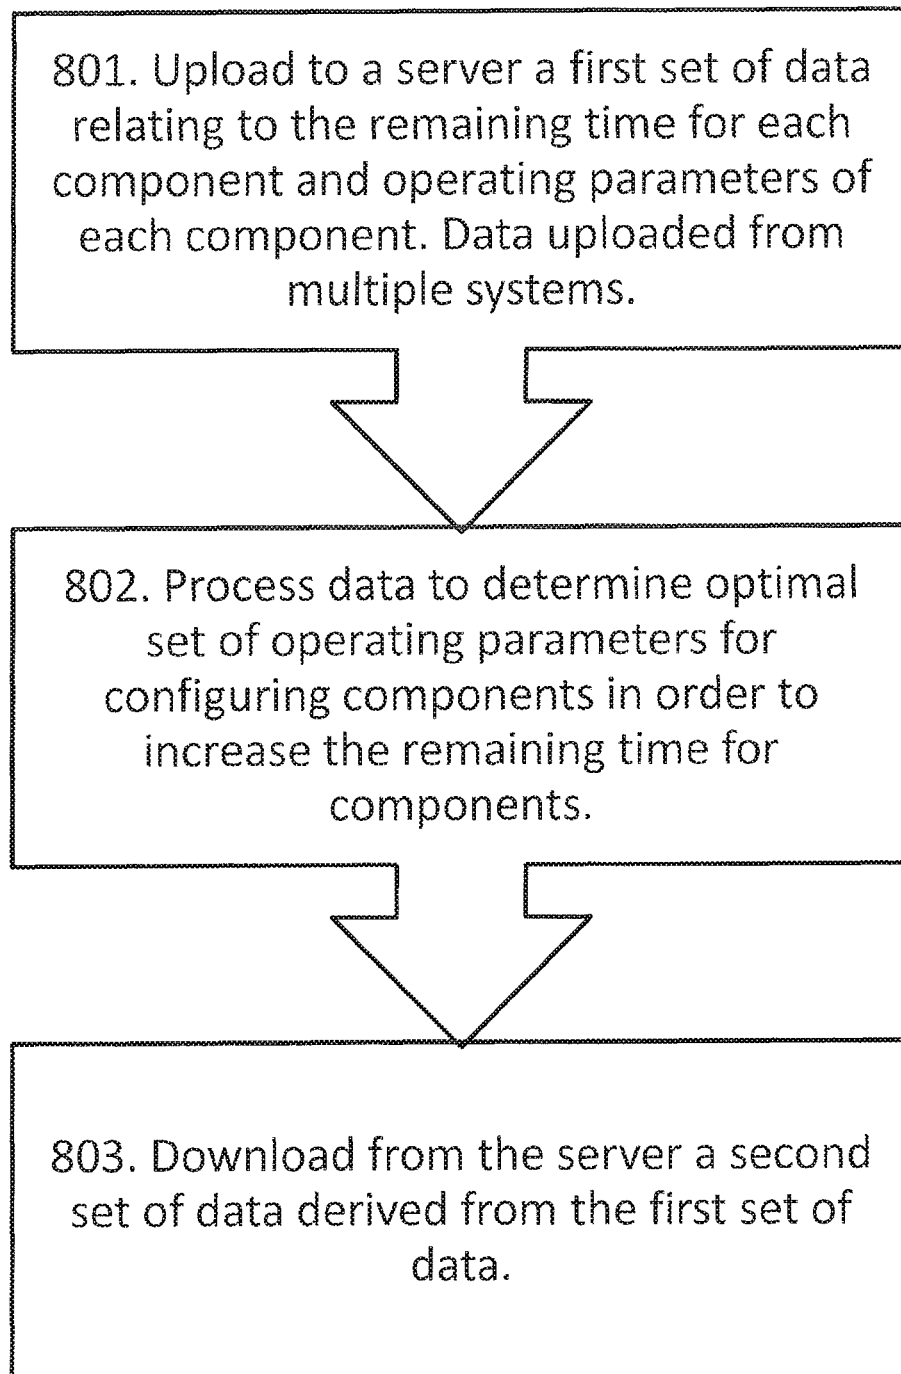 801. Upload to a server a first set of data
relating to the remaining time for each
component and operating parameters of
each component. Data uploaded from
multiple systems.
802. Process data to determine optimal
set of operating parameters for
configuring components in order to
increase the remaining time for
components.
803. Download from the server a second
set of data derived from the first set of
data.